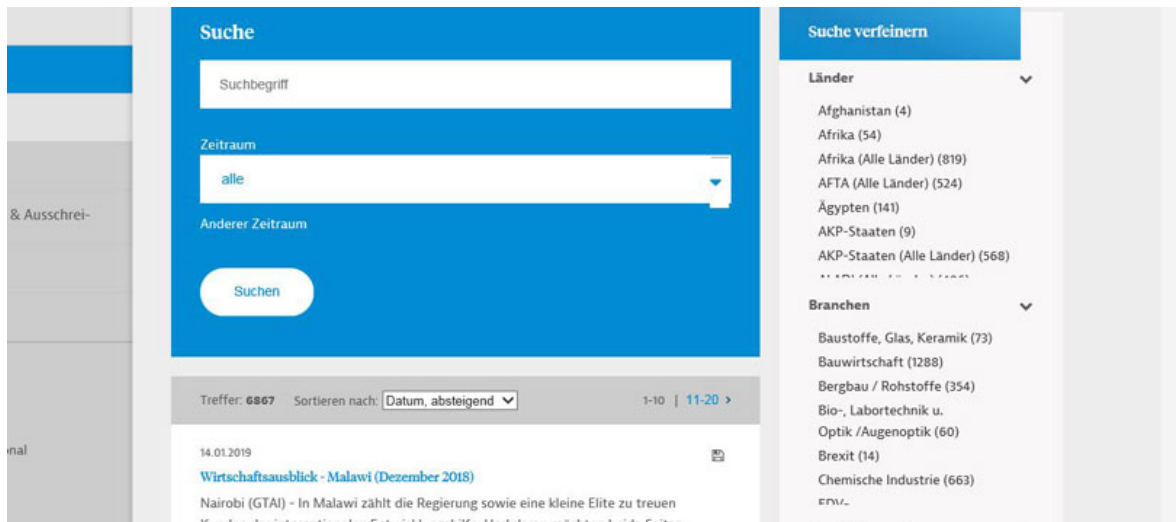 Suche
Suchbegriff
Zeitraum
alle
Anderer Zeitraum
Suchen
Treffer: 6867 Sortieren nach: Datum, absteigend 1-10 | 11-20 >
14.01.2019
Wirtschaftsausblick - Malawi (Dezember 2018)
Nairobi (GTAI) - In Malawi zählt die Regierung sowie eine kleine Elite zu treuen
& Ausschrei-
onal
Suche verfeinern
Länder
Afghanistan (4)
Afrika (54)
Afrika (Alle Länder) (819)
AFTA (Alle Länder) (524)
Ägypten (141)
AKP-Staaten (9)
AKP-Staaten (Alle Länder) (568)
Branchen
Baustoffe, Glas, Keramik (73)
Bauwirtschaft (1288)
Bergbau / Rohstoffe (354)
Bio-, Labortechnik u.
Optik /Augenoptik (60)
Brexit (14)
Chemische Industrie (663)
EDV-